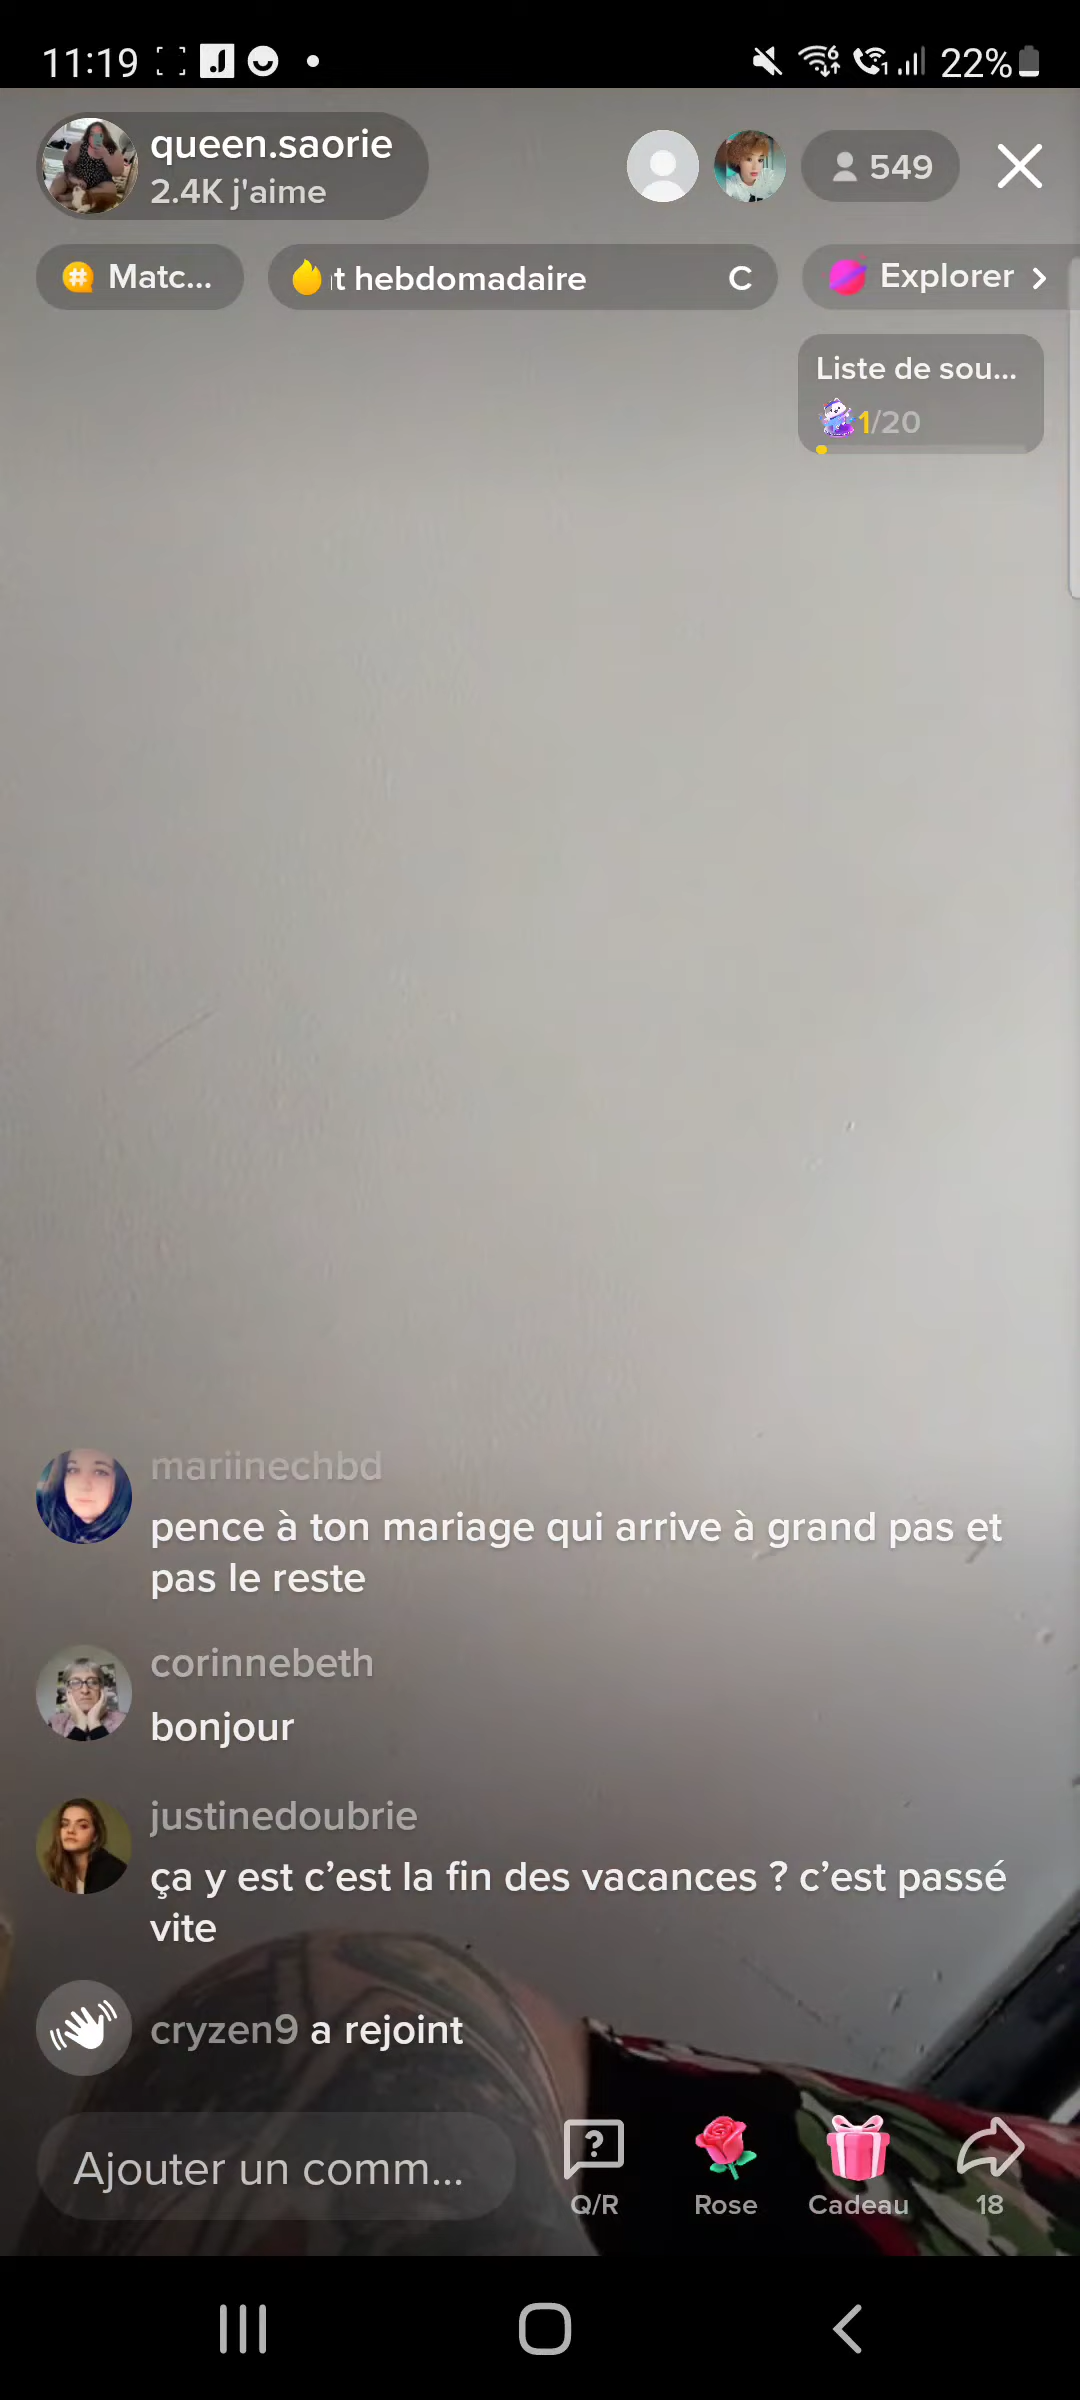 11:19
22%
queen.saorie
2.4K j'aime
549
Matc...
t hebdomadaire
C
Explorer
Liste de sou...
1/20
mariinechbd
pence à ton mariage qui arrive à grand pas et
pas le reste
corinnebeth
bonjour
justinedoubrie
ça y est c’est la fin des vacances ? c’est passé
vite
cryzen9 a rejoint
Ajouter un comm...
Q/R
Rose
Cadeau
18